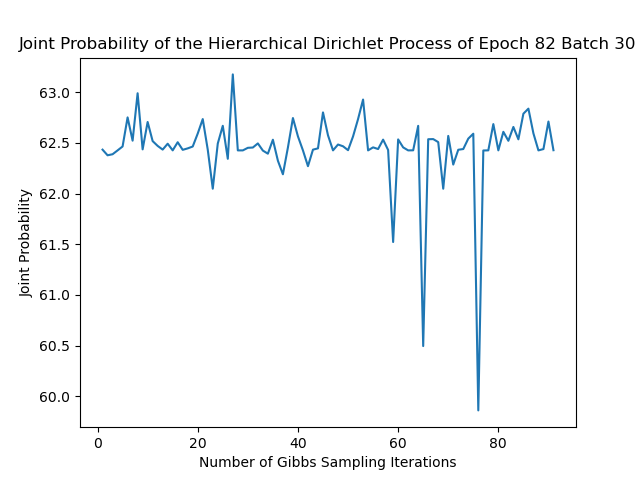 Joint Probability of the Hierarchical Dirichlet Process of Epoch 82 Batch 30
63.0
62.5
62.0
61.5
61.0
60.5
60.0
Joint Probability
0 20 40 60 80
Number of Gibbs Sampling Iterations